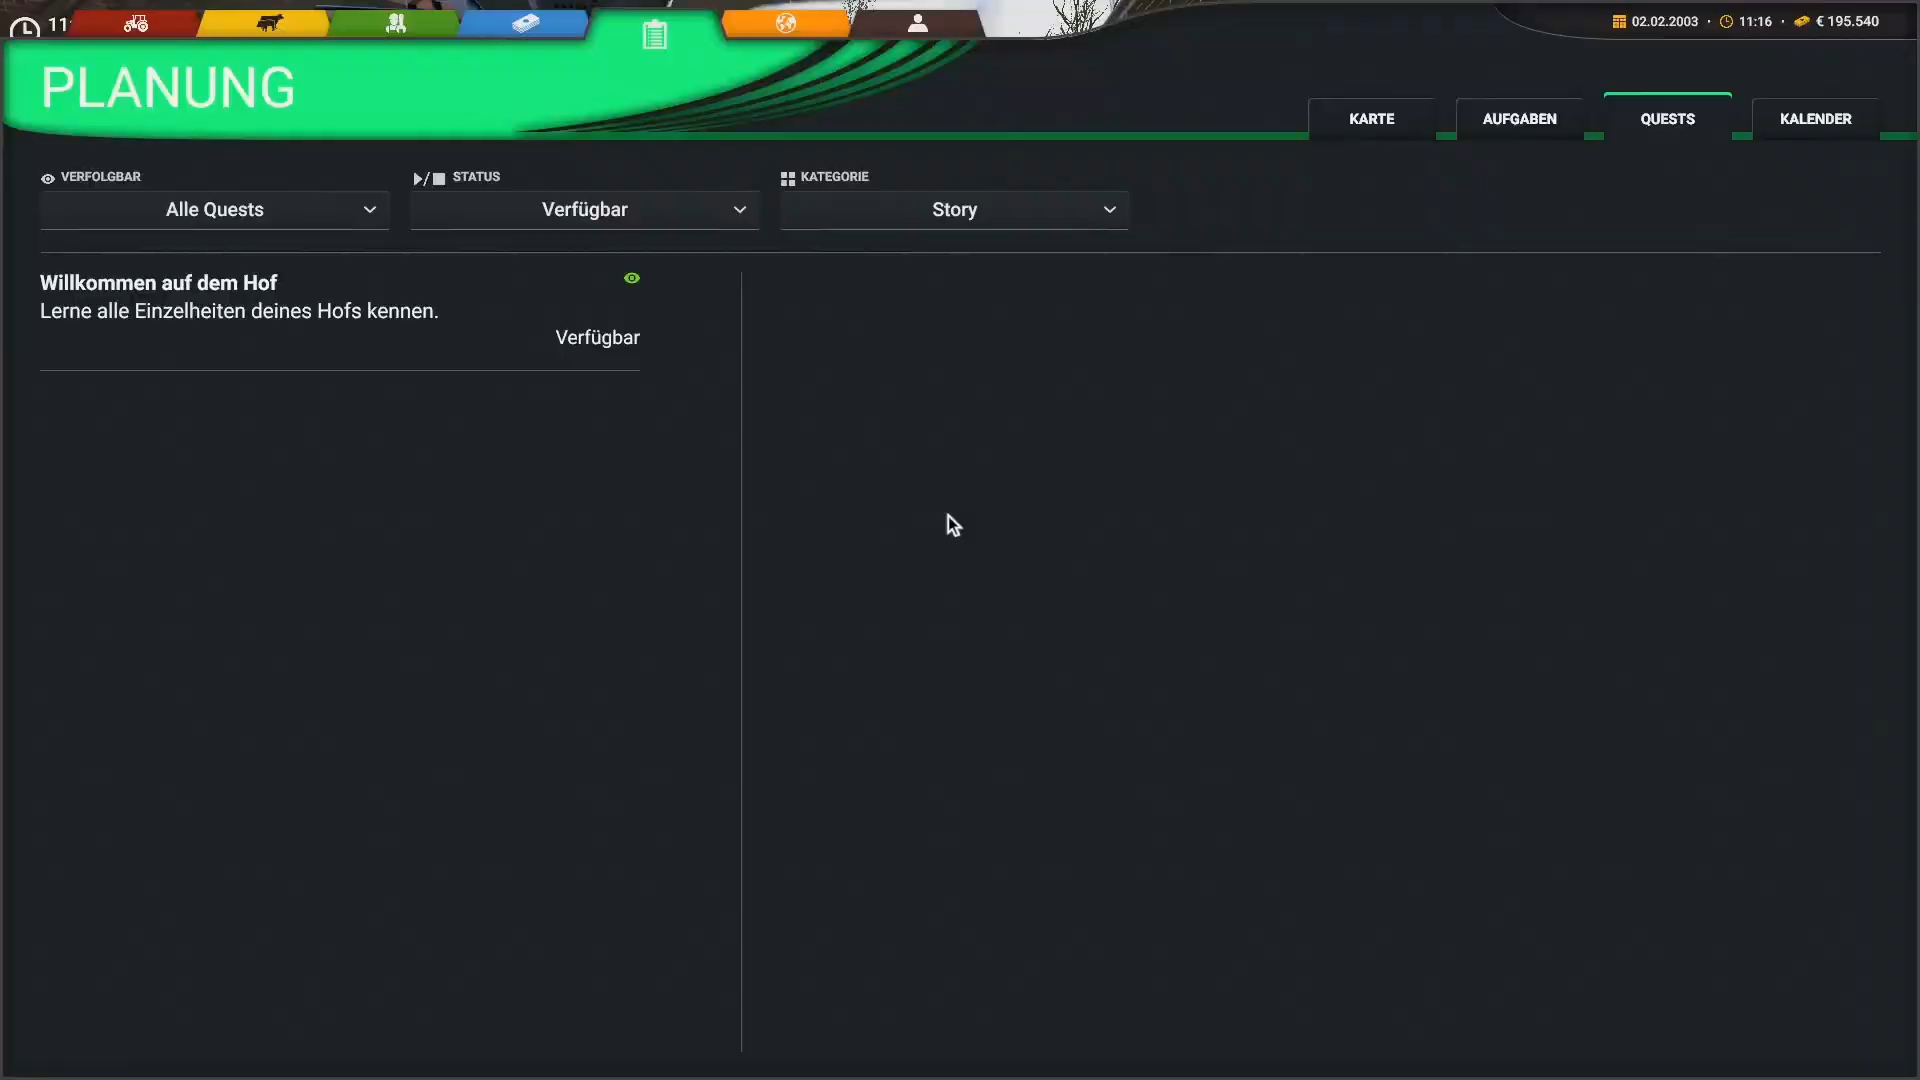 11
02.02.2003 · 11:16 · € 195.540
PLANUNG
KARTE
AUFGABEN
QUESTS
KALENDER
VERFOLGBAR
STATUS
KATEGORIE
Alle Quests
Verfügbar
Story
Willkommen auf dem Hof
Lerne alle Einzelheiten deines Hofs kennen.
Verfügbar